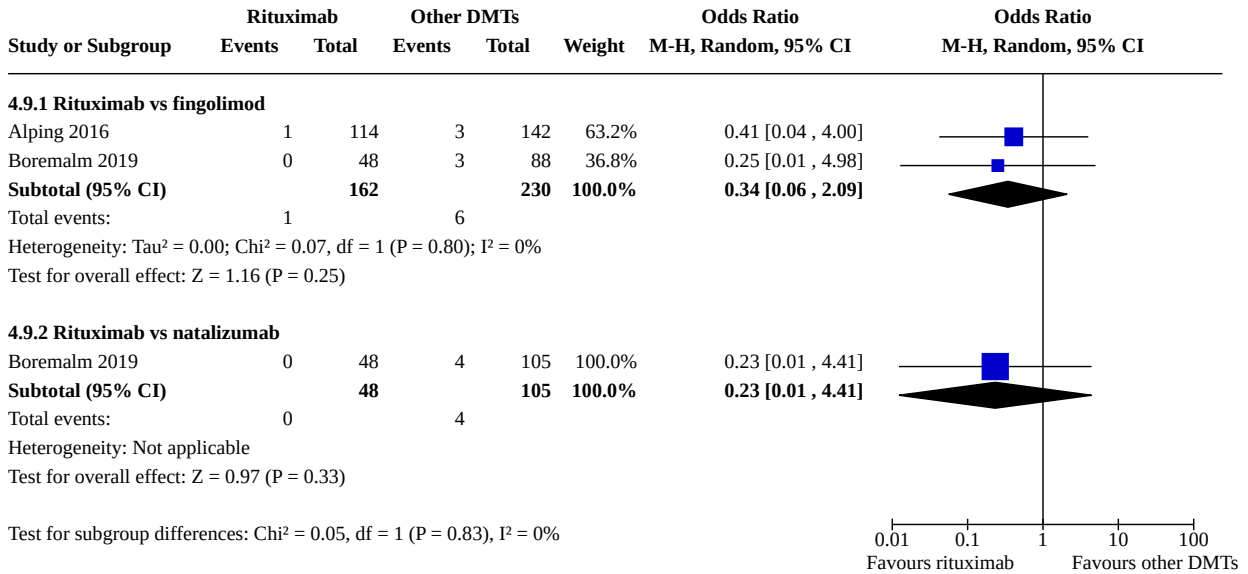 Rituximab Other DMTs Odds Ratio Odds Ratio
Study or Subgroup Events Total Events Total Weight M-H, Random, 95% CI M-H, Random, 95% CI
4.9.1 Rituximab vs fingolimod
Alping 2016 1 114 3 142 63.2% 0.41 [0.04 , 4.00]
Boremalm 2019 0 48 3 88 36.8% 0.25 [0.01 , 4.98]
Subtotal (95% CI) 162 230 100.0% 0.34 [0.06 , 2.09]
Total events: 1 6
Heterogeneity: Tau² = 0.00; Chi² = 0.07, df = 1 (P = 0.80); I² = 0%
Test for overall effect: Z = 1.16 (P = 0.25)
4.9.2 Rituximab vs natalizumab
Boremalm 2019 0 48 4 105 100.0% 0.23 [0.01 , 4.41]
Subtotal (95% CI) 48 105 100.0% 0.23 [0.01 , 4.41]
Total events: 0 4
Heterogeneity: Not applicable
Test for overall effect: Z = 0.97 (P = 0.33)
Test for subgroup differences: Chi² = 0.05, df = 1 (P = 0.83), I² = 0%
0.01 0.1 1 10 100
Favours rituximab Favours other DMTs